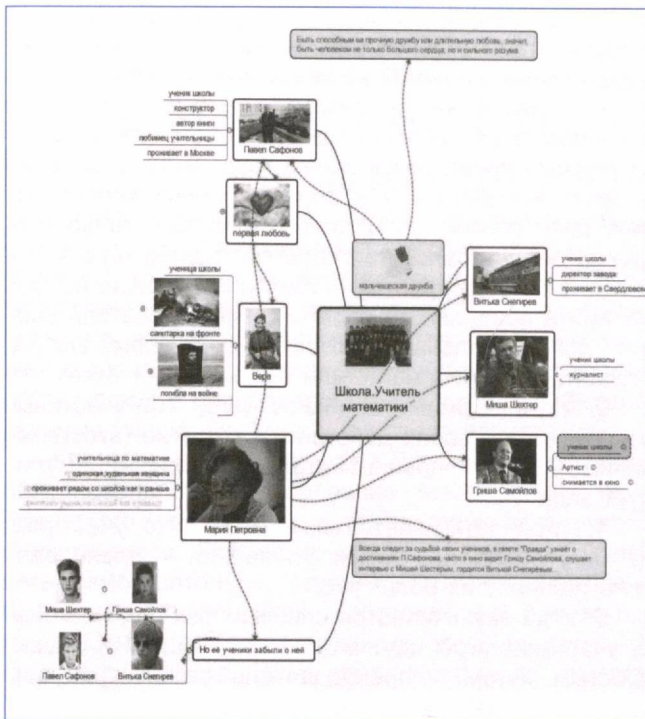 Быть способным на прочную дружбу или длительную любовь, значит,
быть человеком не только большого сердца, но и сильного разума
ученик школы
конструктор
автор книги
любимец учительницы
проживает в Москве
Павел Сафонов
первая любовь
мальчишеская дружба
Витька Снегирев
ученик школы
директор завода
проживает в Свердловске
ученица школы
санитарка на фронте
погибла на войне
Вера
Школа.Учитель
математики
Миша Шехтер
ученик школы
журналист
ученик школы
Артист
снимается в кино
Гриша Самойлов
учительница по математике
одинокая,худенькая женщина
проживает рядом со школой как и раньше
Мария Петровна
Всегда следит за судьбой своих учеников, в газете "Правда" узнаёт о
достижениях П.Сафонова, часто в кино видит Гришу Самойлова, слушает
интервью с Мишей Шехтерым, гордится Витькой Снегирёвым.
Миша Шехтер
Гриша Самойлов
Павел Сафонов
Витька Снегирев
Но её ученики забыли о ней